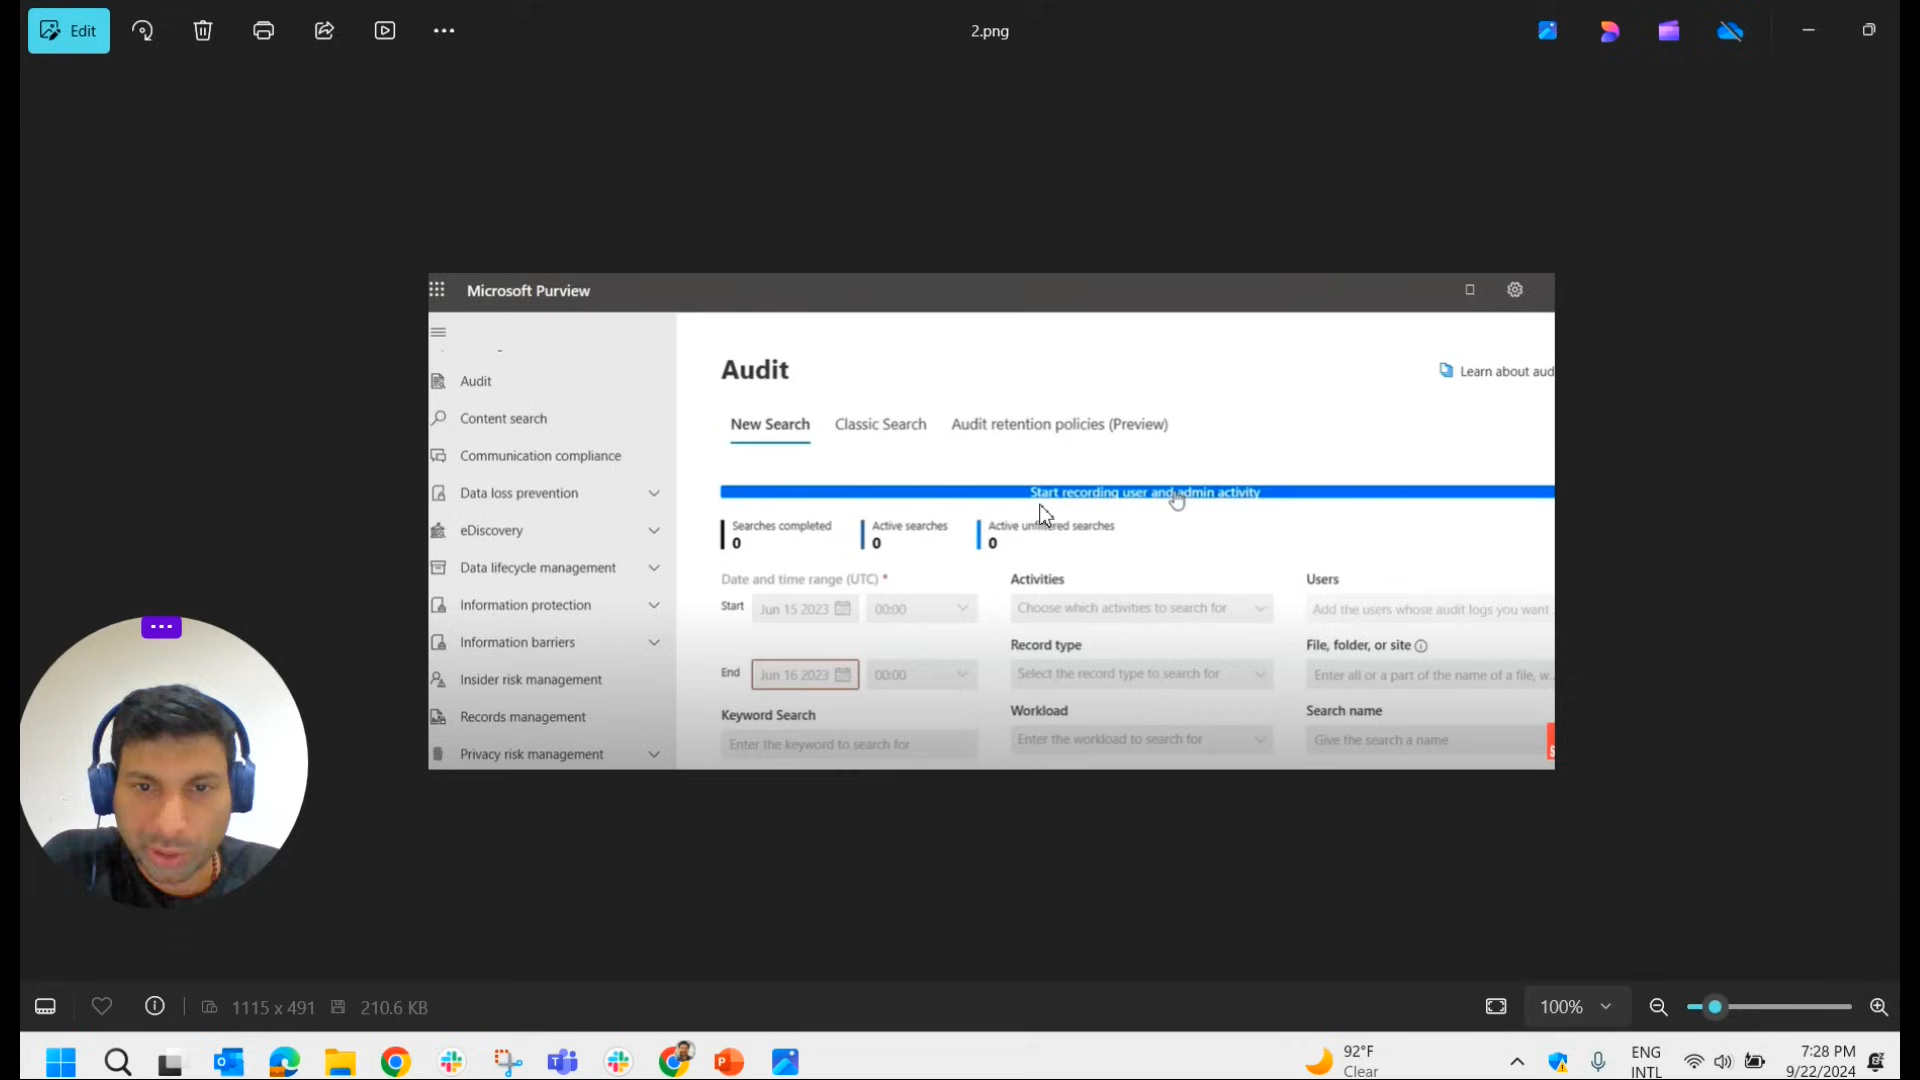 Edit
2.png
Microsoft Purview
Audit
Learn about aud
Audit
Content search
New Search
Classic Search
Audit retention policies (Preview)
Communication compliance
Data loss prevention
Start recording user and admin activity
eDiscovery
Searches completed
0
Active searches
0
Active unfiltered searches
0
Data lifecycle management
Date and time range (UTC) *
Activities
Users
Information protection
Start
Jun 15 2023
00:00
Choose which activities to search for
Add the users whose audit logs you want
Information barriers
Record type
File, folder, or site
Insider risk management
End
Jun 16 2023
00:00
Select the record type to search for
Enter all or a part of the name of a file, w...
Records management
Keyword Search
Workload
Search name
Privacy risk management
Enter the keyword to search for
Enter the workload to search for
Give the search a name
1115 x 491
210.6 KB
100%
92°F
Clear
ENG
INTL
7:28 PM
9/22/2024